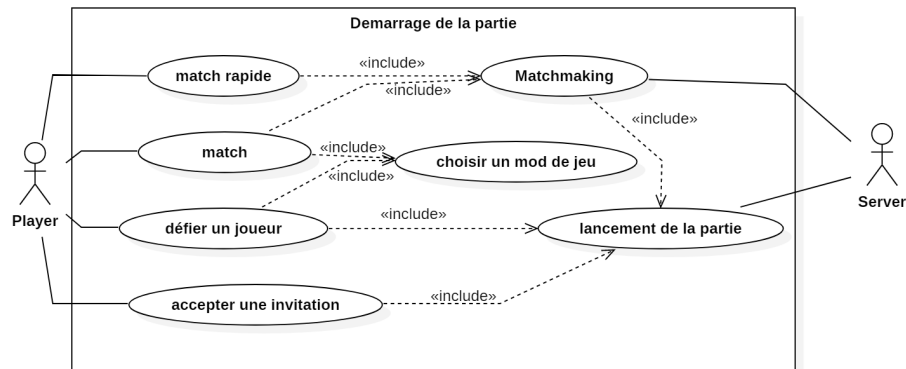 Demarrage de la partie
«include»
match rapide
Matchmaking
«include»
«include»
«include»
match
choisir un mod de jeu
«include»
Player
Server
«include»
défier un joueur
lancement de la partie
«include»
accepter une invitation